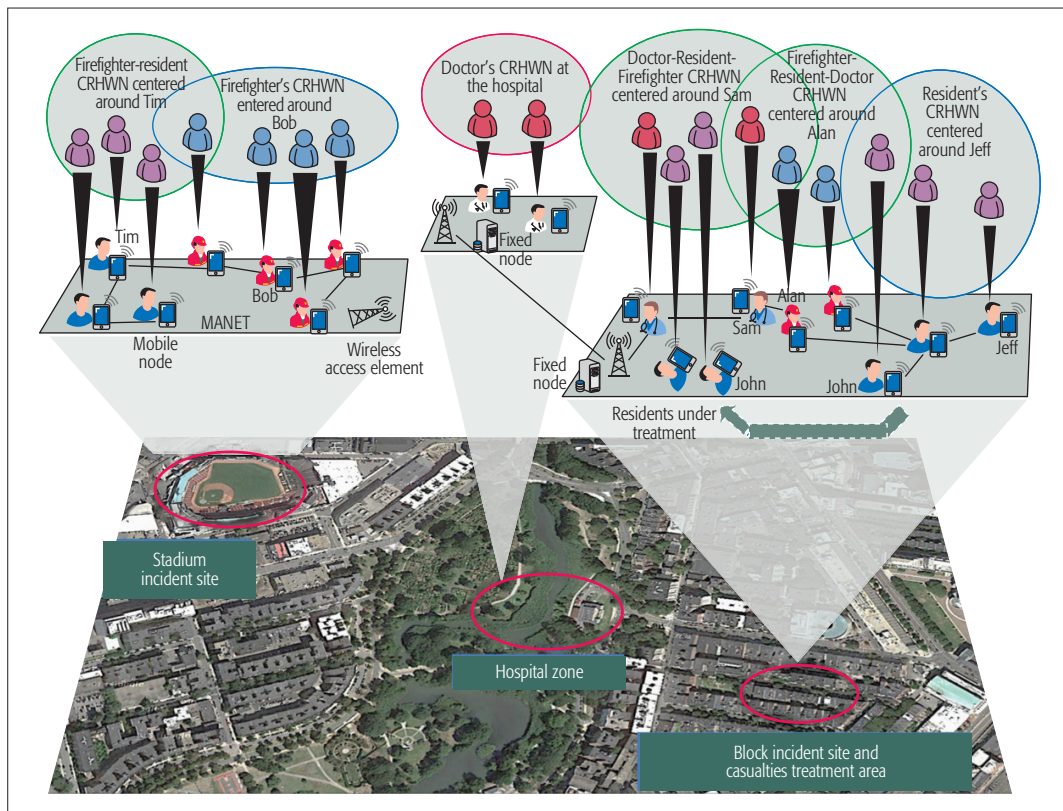 Firefighter-resident
CRHWN centered
around Tim
Firefighter's CRHWN
entered around
Bob
Doctor's CRHWN at
the hospital
Doctor-Resident-
Firefighter CRHWN
centered around Sam
Firefighter-
Resident-Doctor
CRHWN
centered around
Alan
Resident's
CRHWN
centered
around Jeff
Tim
Bob
MANET
Mobile
node
Wireless
access element
Fixed
node
Fixed
node
Sam
Alan
John
John
Jeff
Residents under
treatment
Stadium
incident site
Hospital zone
Block incident site and
casualties treatment area